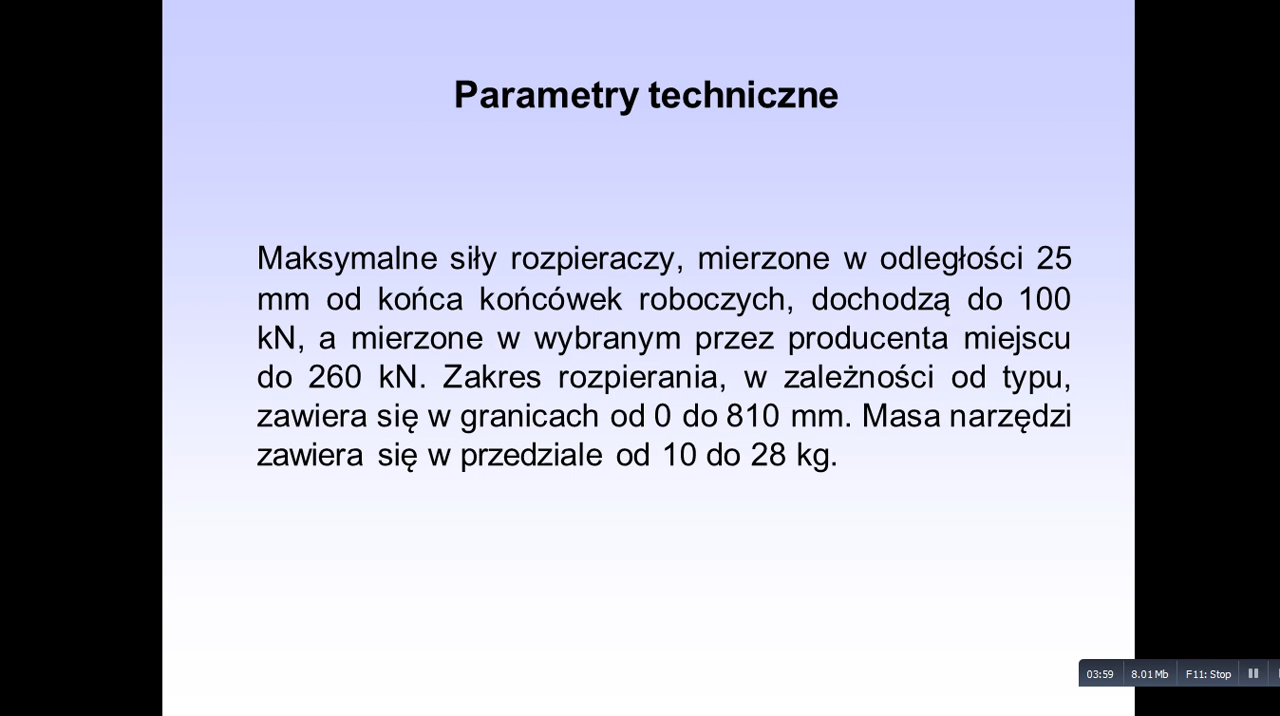 Parametry techniczne
Maksymalne siły rozpieraczy, mierzone w odległości 25
mm od końca końcówek roboczych, dochodzą do 100
kN, a mierzone w wybranym przez producenta miejscu
do 260 kN. Zakres rozpierania, w zależności od typu,
zawiera się w granicach od 0 do 810 mm. Masa narzędzi
zawiera się w przedziale od 10 do 28 kg.
03:59 8.01 Mb F11: Stop